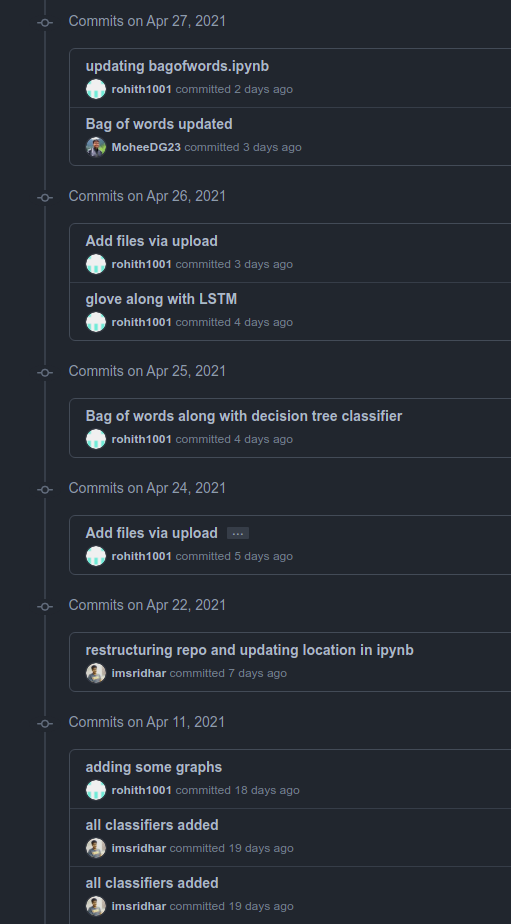 Commits on Apr 27, 2021
updating bagofwords.ipynb
rohith1001 committed 2 days ago
Bag of words updated
MoheeDG23 committed 3 days ago
Commits on Apr 26, 2021
Add files via upload
rohith1001 committed 3 days ago
glove along with LSTM
rohith1001 committed 4 days ago
Commits on Apr 25, 2021
Bag of words along with decision tree classifier
rohith1001 committed 4 days ago
Commits on Apr 24, 2021
Add files via upload ...
rohith1001 committed 5 days ago
Commits on Apr 22, 2021
restructuring repo and updating location in ipynb
imsridhar committed 7 days ago
Commits on Apr 11, 2021
adding some graphs
rohith1001 committed 18 days ago
all classifiers added
imsridhar committed 19 days ago
all classifiers added
imsridhar committed 19 days ago